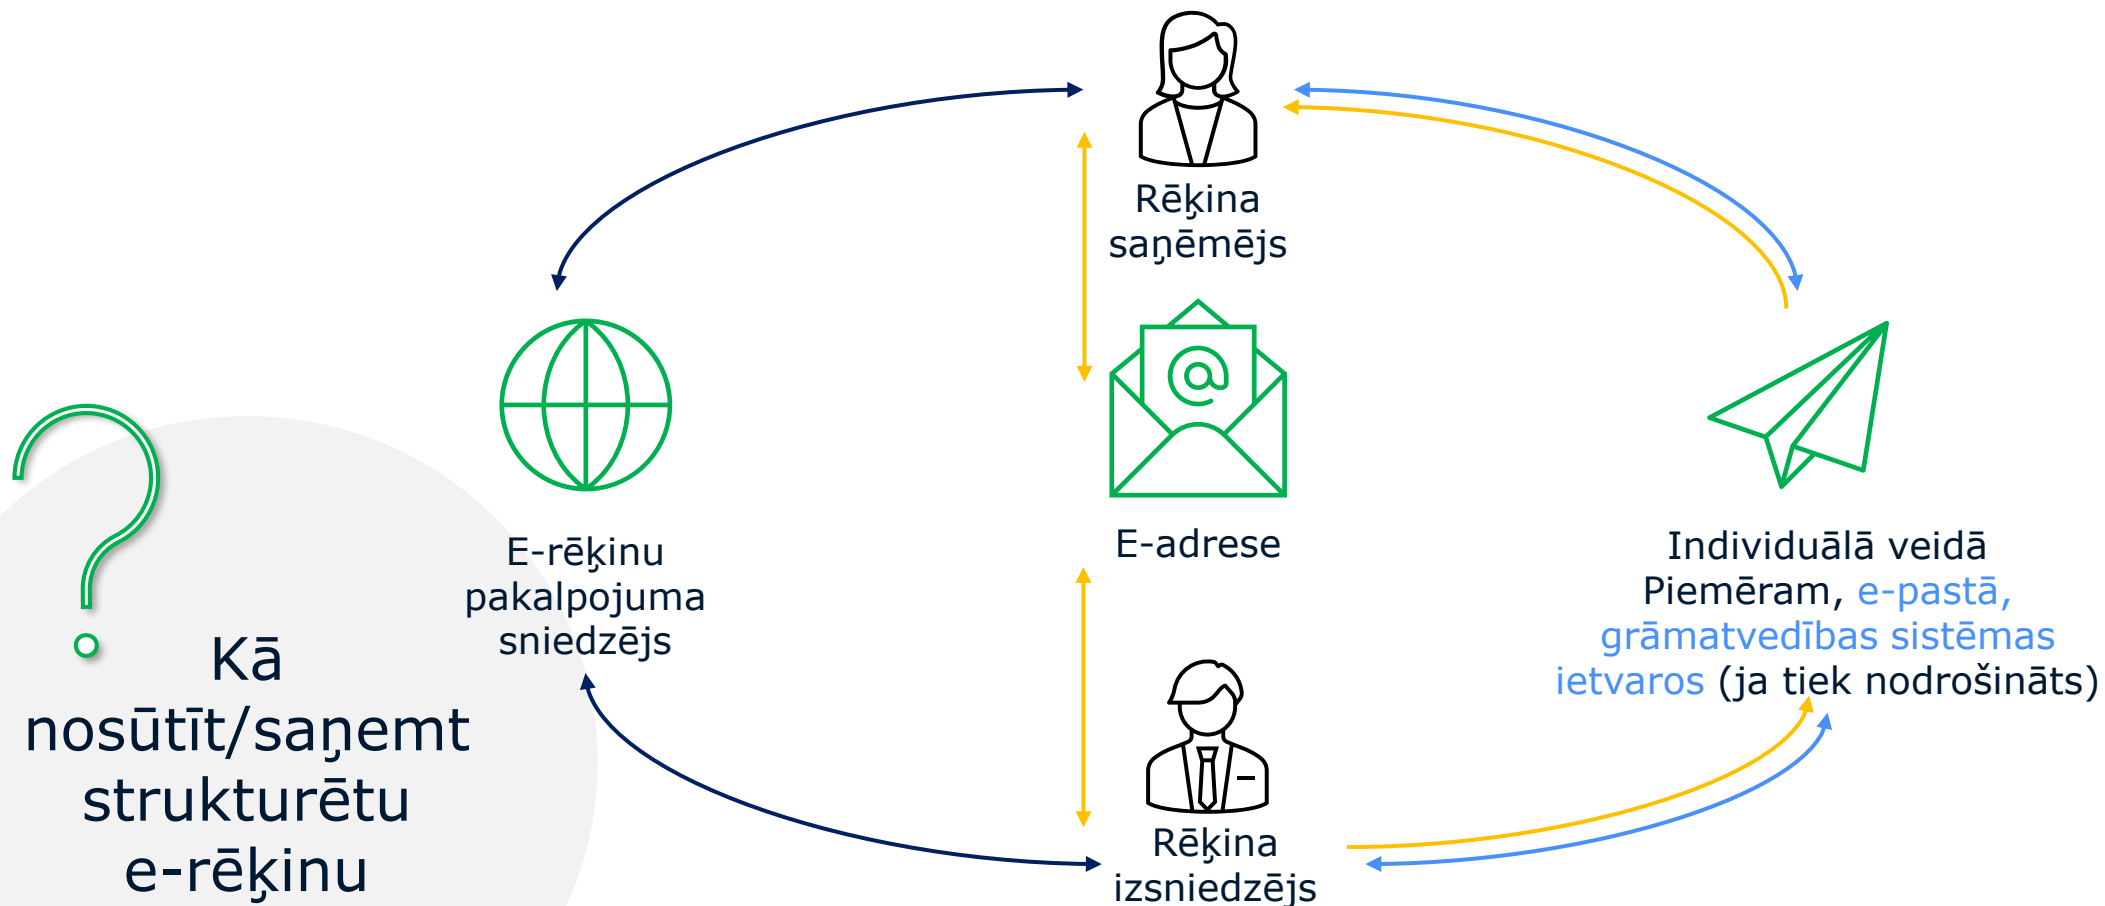 Rēķina
saņēmējs
E-rēķinu
pakalpojuma
sniedzējs
E-adrese
Individuālā veidā
Piemēram, e-pastā,
grāmatvedības sistēmas
ietvaros (ja tiek nodrošināts)
Kā
nosūtīt/saņemt
strukturētu
e-rēķinu
Rēķina
izsniedzējs